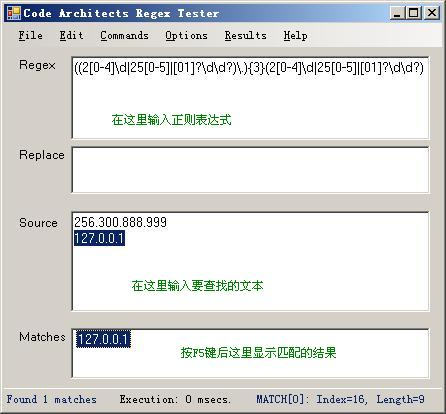 Code Architects Regex Tester
File Edit Commands Options Results Help
Regex
((2[0-4]\d|25[0-5]|[01]?\d\d?)\.){3}(2[0-4]\d|25[0-5]|[01]?\d\d?)
在这里输入正则表达式
Replace
Source
256.300.888.999
127.0.0.1
在这里输入要查找的文本
Matches
127.0.0.1
按F5键后这里显示匹配的结果
Found 1 matches Execution: 0 msecs. MATCH[0]: Index=16, Length=9